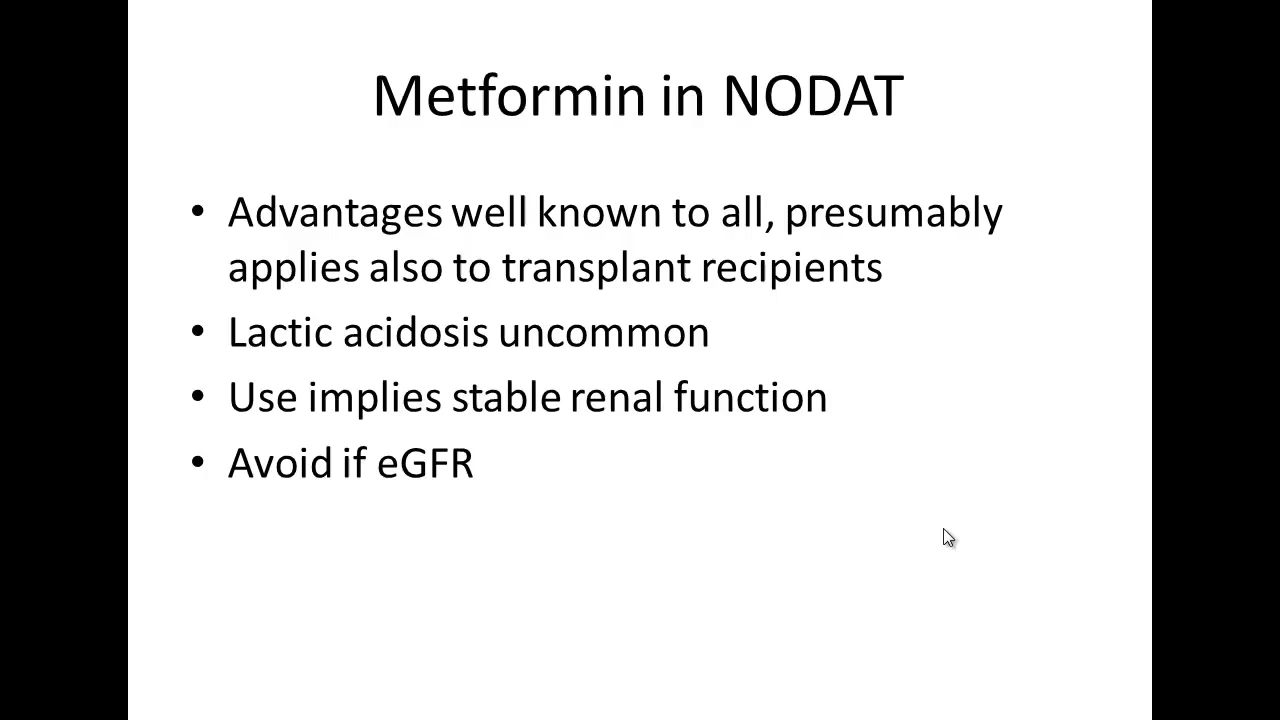 Metformin in NODAT
• Advantages well known to all, presumably
applies also to transplant recipients
• Lactic acidosis uncommon
• Use implies stable renal function
• Avoid if eGFR